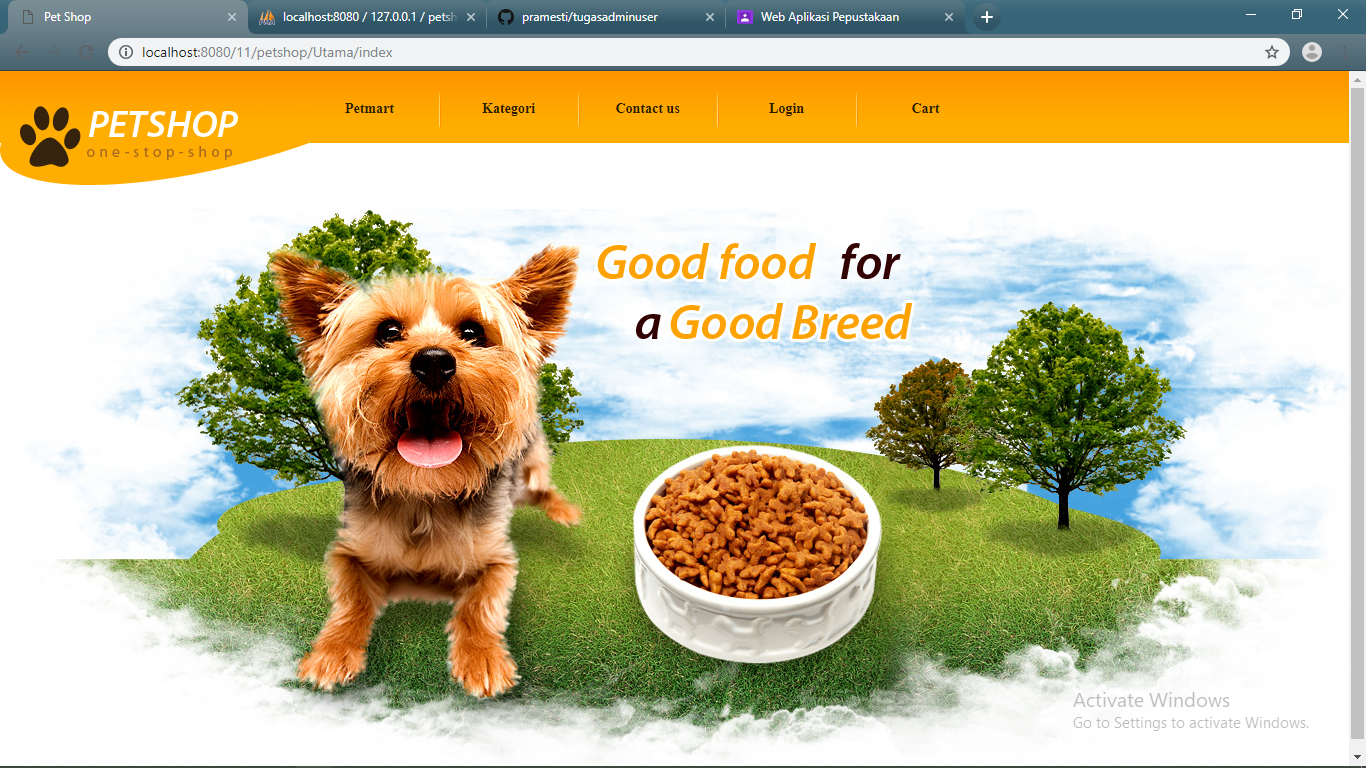 Pet Shop
localhost:8080 / 127.0.0.1 / petsh
pramesti/tugasadminuser
Web Aplikasi Pepustakaan
localhost:8080/11/petshop/Utama/index
PETSHOP
one-stop-shop
Petmart
Kategori
Contact us
Login
Cart
Good food for
a Good Breed
Activate Windows
Go to Settings to activate Windows.